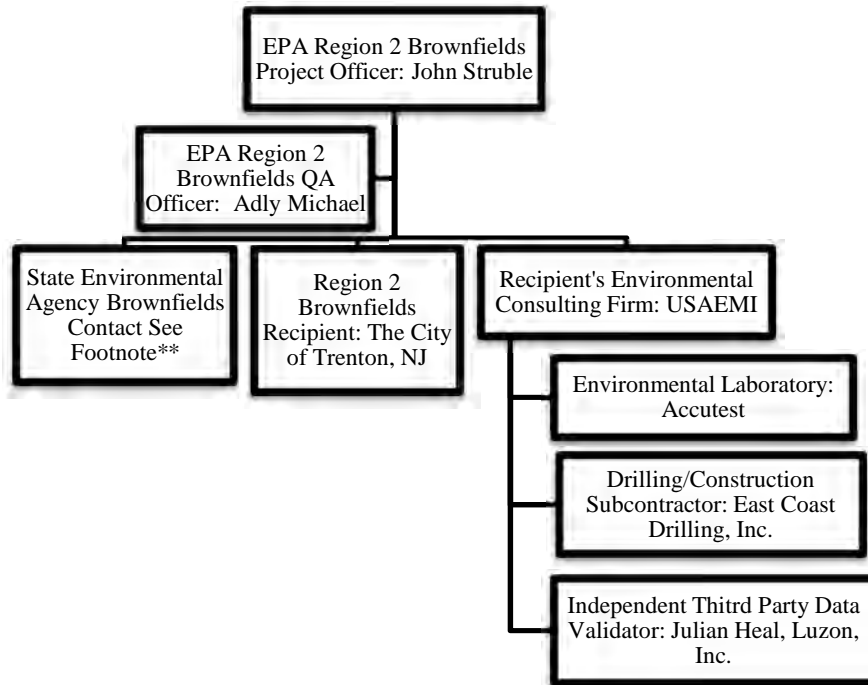 EPA Region 2 Brownfields
Project Officer: John Struble
EPA Region 2
Brownfields QA
Officer:  Adly Michael
State Environmental
Agency Brownfields
Contact See
Footnote**
Region 2
Brownfields
Recipient: The City
of Trenton, NJ
Recipient's Environmental
Consulting Firm: USAEMI
Environmental Laboratory:
Accutest
Drilling/Construction
Subcontractor: East Coast
Drilling, Inc.
Independent Thitrd Party Data
Validator: Julian Heal, Luzon,
Inc.